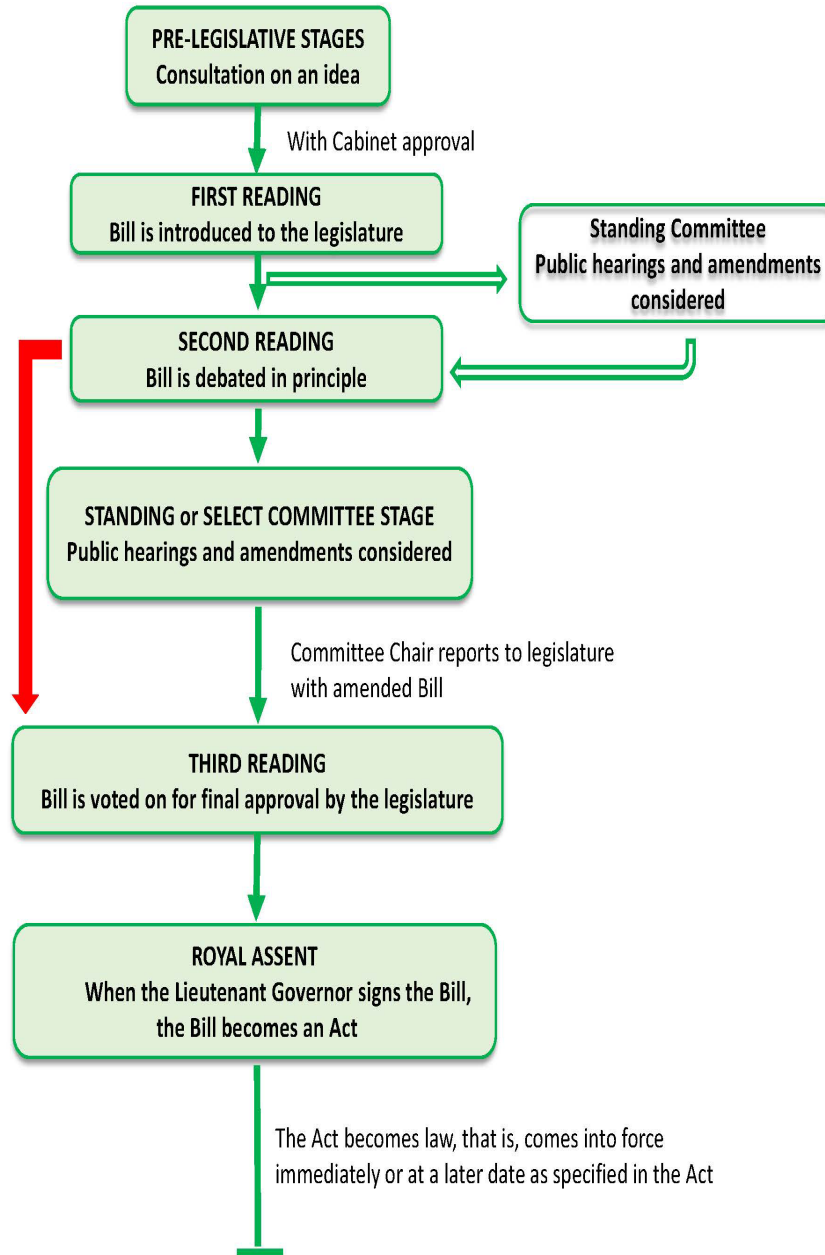 PRE-LEGISLATIVE STAGES
Consultation on an idea
With Cabinet approval
FIRST READING
Bill is introduced to the legislature
Standing Committee
Public hearings and amendments
considered
SECOND READING
Bill is debated in principle
STANDING or SELECT COMMITTEE STAGE
Public hearings and amendments considered
Committee Chair reports to legislature
with amended Bill
THIRD READING
Bill is voted on for final approval by the legislature
ROYAL ASSENT
When the Lieutenant Governor signs the Bill,
the Bill becomes an Act
The Act becomes law, that is, comes into force
immediately or at a later date as specified in the Act